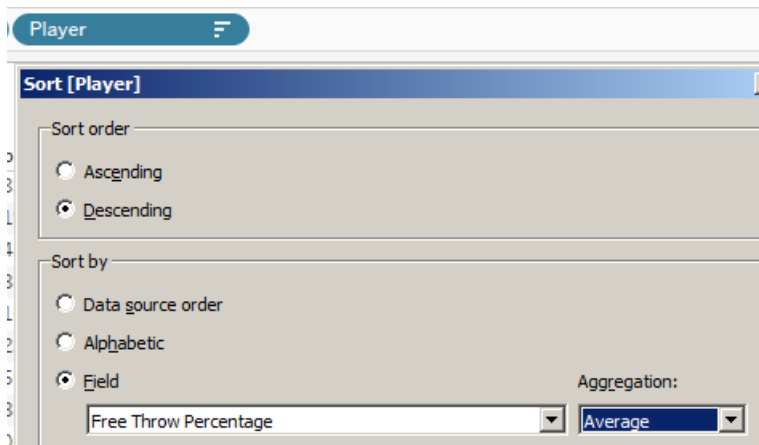 Player
Sort [Player]
Sort order
Ascending
Descending
Sort by
Data source order
Alphabetic
Field
Aggregation:
Free Throw Percentage
Average